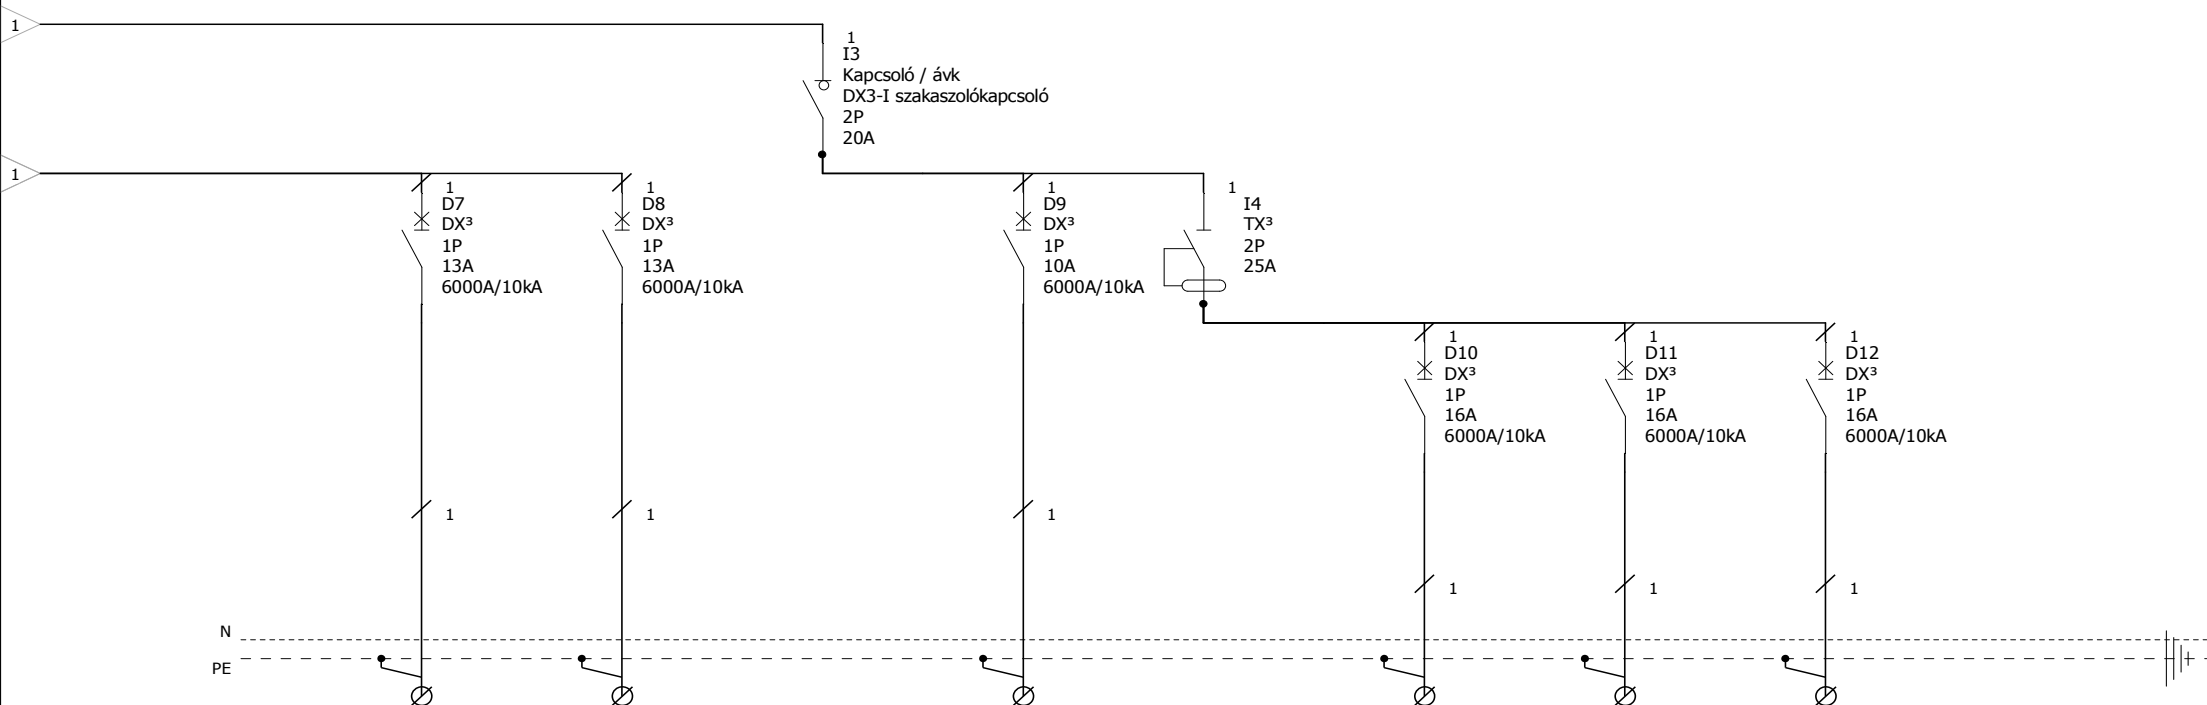 1
1
I3
Kapcsoló / ávk
DX3-I szakaszolókapcsoló
2P
20A
1
1
D7
DX³
1P
13A
6000A/10kA
1
D8
DX³
1P
13A
6000A/10kA
1
D9
DX³
1P
10A
6000A/10kA
1
I4
TX³
2P
25A
1
D10
DX³
1P
16A
6000A/10kA
1
D11
DX³
1P
16A
6000A/10kA
1
D12
DX³
1P
16A
6000A/10kA
1
1
1
1
1
1
N
PE